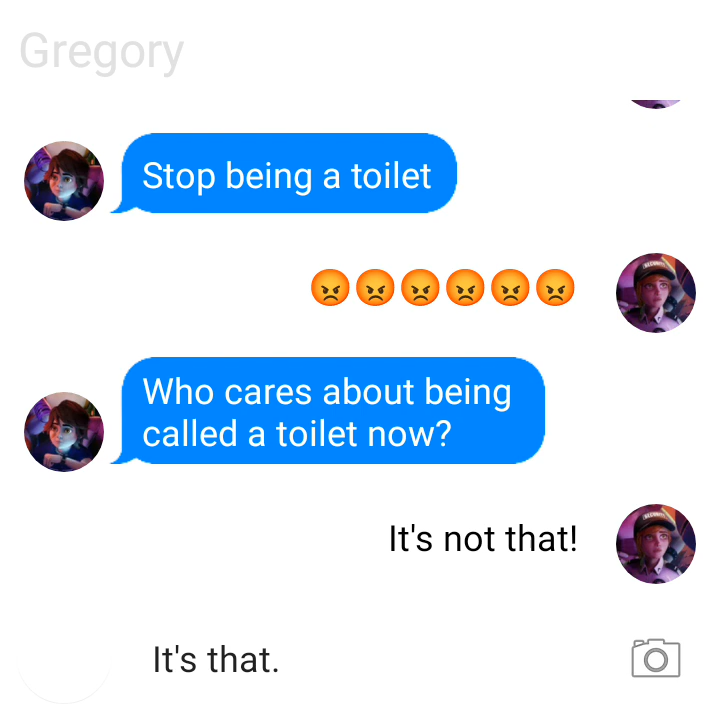 Gregory
Stop being a toilet
😡😡😡😡😡😡
Who cares about being
called a toilet now?
It's not that!
It's that.